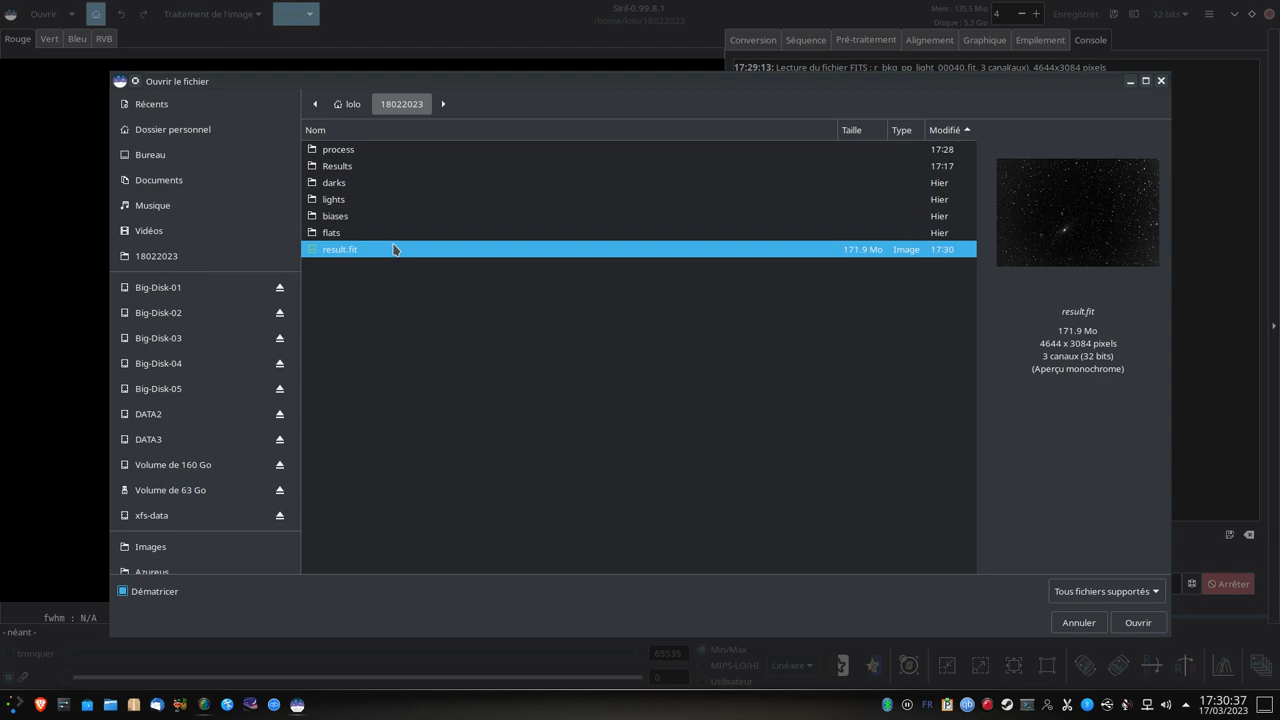 Ouvrir
Traitement de l'image
Siril-0.99.8.1
/home/lolo/18022023
Mem : 135.5 Mio
Disque : 5.3 Gio
4
Enregistrer
32 bits
Rouge
Vert
Bleu
RVB
Conversion
Séquence
Pré-traitement
Alignement
Graphique
Empilement
Console
17:29:13: Lecture du fichier FITS : r_bkg_pp_light_00040.fit, 3 canal(aux), 4644x3084 pixels
Ouvrir le fichier
Récents
Dossier personnel
Bureau
Documents
Musique
Vidéos
18022023
Big-Disk-01
Big-Disk-02
Big-Disk-03
Big-Disk-04
Big-Disk-05
DATA2
DATA3
Volume de 160 Go
Volume de 63 Go
xfs-data
Images
Azureus
lolo
18022023
Nom
Taille
Type
Modifié
process
17:28
Results
17:17
darks
Hier
lights
Hier
biases
Hier
flats
Hier
result.fit
171.9 Mo
Image
17:30
result.fit
171.9 Mo
4644 x 3084 pixels
3 canaux (32 bits)
(Aperçu monochrome)
Dématricer
Tous fichiers supportés
Annuler
Ouvrir
Arrêter
fwhm : N/A
- néant -
tronquer
65535
0
Min/Max
MIPS-LO/HI
Utilisateur
Linéaire
FR
17:30:37
17/03/2023